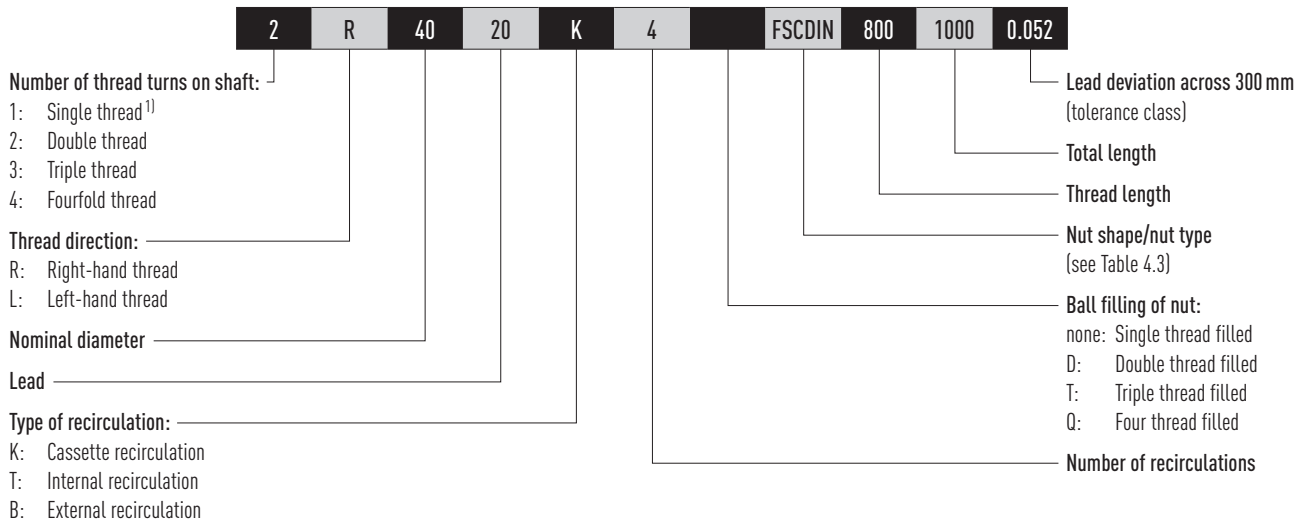 2 R 40 20 K 4 FSCDIN 800 1000 0.052
Number of thread turns on shaft:
1: Single thread 1)
2: Double thread
3: Triple thread
4: Fourfold thread
Thread direction:
R: Right-hand thread
L: Left-hand thread
Nominal diameter
Lead
Type of recirculation:
K: Cassette recirculation
T: Internal recirculation
B: External recirculation
Lead deviation across 300 mm
(tolerance class)
Total length
Thread length
Nut shape/nut type
(see Table 4.3)
Ball filling of nut:
none: Single thread filled
D: Double thread filled
T: Triple thread filled
Q: Four thread filled
Number of recirculations